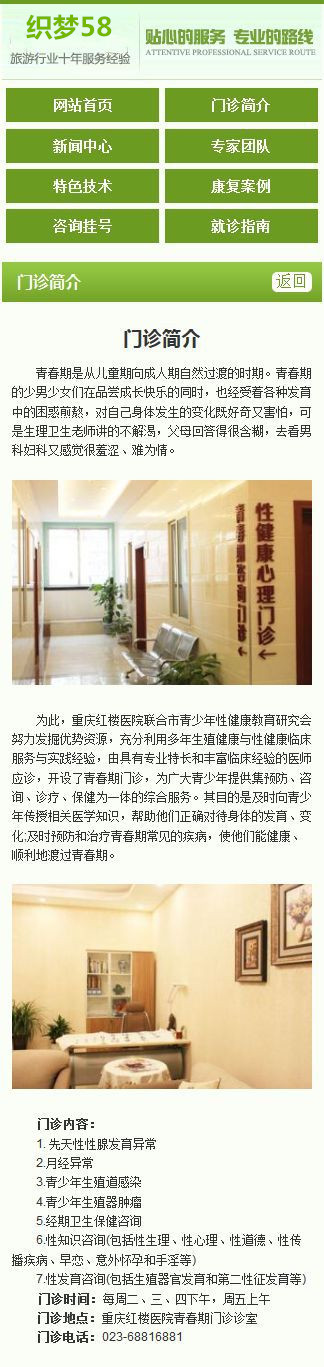 织梦58
旅游行业十年服务经验
贴心的服务 专业的路线
ATTENTIVE PROFESSIONAL SERVICE ROUTE
网站首页
门诊简介
新闻中心
专家团队
特色技术
康复案例
咨询挂号
就诊指南
门诊简介
返回
门诊简介
青春期是从儿童期向成人期自然过渡的时期。青春期
的少男少女们在品尝成长快乐的同时，也经受着各种发育
中的困惑煎熬，对自己身体发生的变化既好奇又害怕，可
是生理卫生老师讲的不解渴，父母回答得很含糊，去看男
科妇科又感觉很羞涩、难为情。
性健康心理门诊←
青春期咨询门诊←
为此，重庆红楼医院联合市青少年性健康教育研究会
努力发掘优势资源，充分利用多年生殖健康与性健康临床
服务与实践经验，由具有专业特长和丰富临床经验的医师
应诊，开设了青春期门诊，为广大青少年提供集预防、咨
询、诊疗、保健为一体的综合服务。其目的是及时向青少
年传授相关医学知识，帮助他们正确对待身体的发育、变
化;及时预防和治疗青春期常见的疾病，使他们能健康、
顺利地渡过青春期。
门诊内容：
1. 先天性性腺发育异常
2.月经异常
3.青少年生殖道感染
4.青少年生殖器肿瘤
5.经期卫生保健咨询
6.性知识咨询(包括性生理、性心理、性道德、性传
播疾病、早恋、意外怀孕和手淫等)
7.性发育咨询(包括生殖器官发育和第二性征发育等)
门诊时间：每周二、三、四下午，周五上午
门诊地点：重庆红楼医院青春期门诊诊室
门诊电话：023-68816881